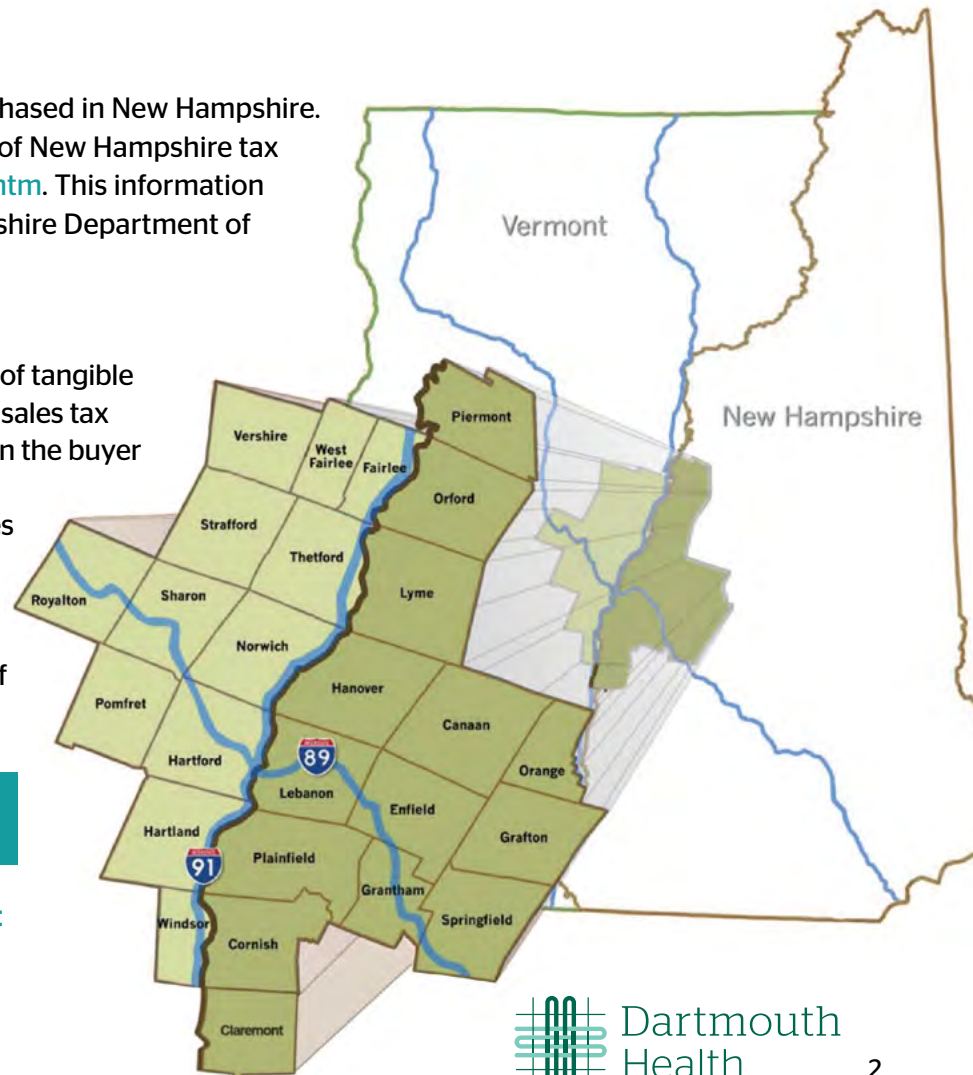 hased in New Hampshire.
of New Hampshire tax
ntm. This information
shire Department of
of tangible
sales tax
n the buyer
es
f
:
Vermont
New Hampshire
Piermont
Vershire
West
Fairlee
Fairlee
Orford
Strafford
Thetford
Lyme
Royalton
Sharon
Norwich
Hanover
Pomfret
Canaan
Hartford
89
Orange
Lebanon
Enfield
Hartland
Grafton
91
Plainfield
Grantham
Windsor
Springfield
Cornish
Claremont
Dartmouth
Health
2